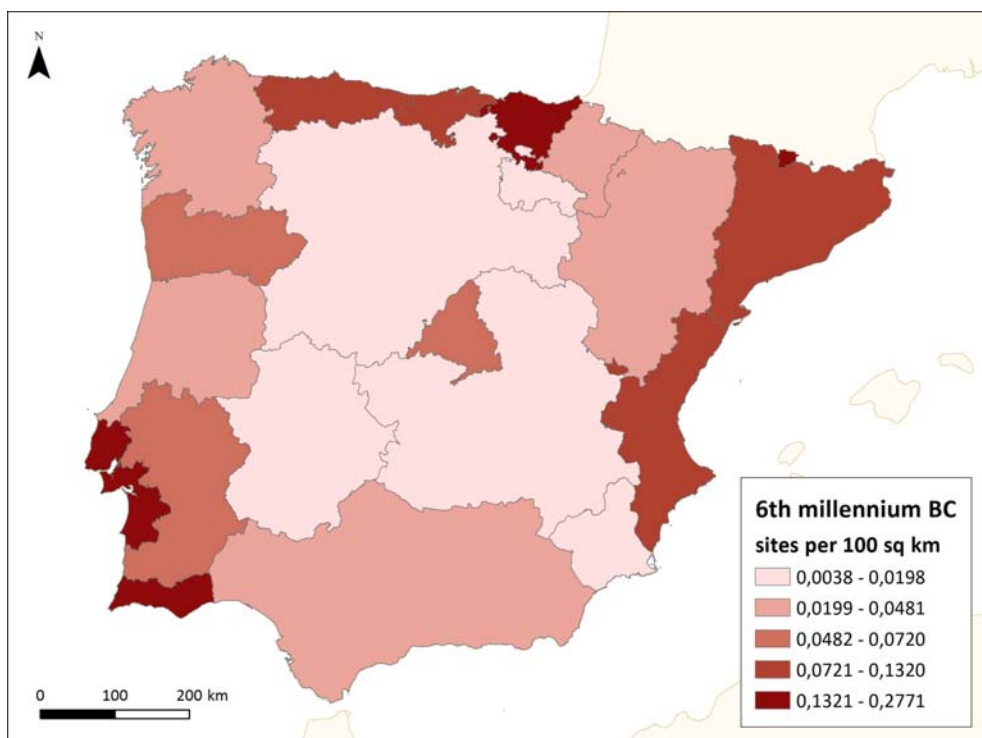 N
6th millennium BC
sites per 100 sq km
0,0038 - 0,0198
0,0199 - 0,0481
0,0482 - 0,0720
0,0721 - 0,1320
0,1321 - 0,2771
0 100 200 km